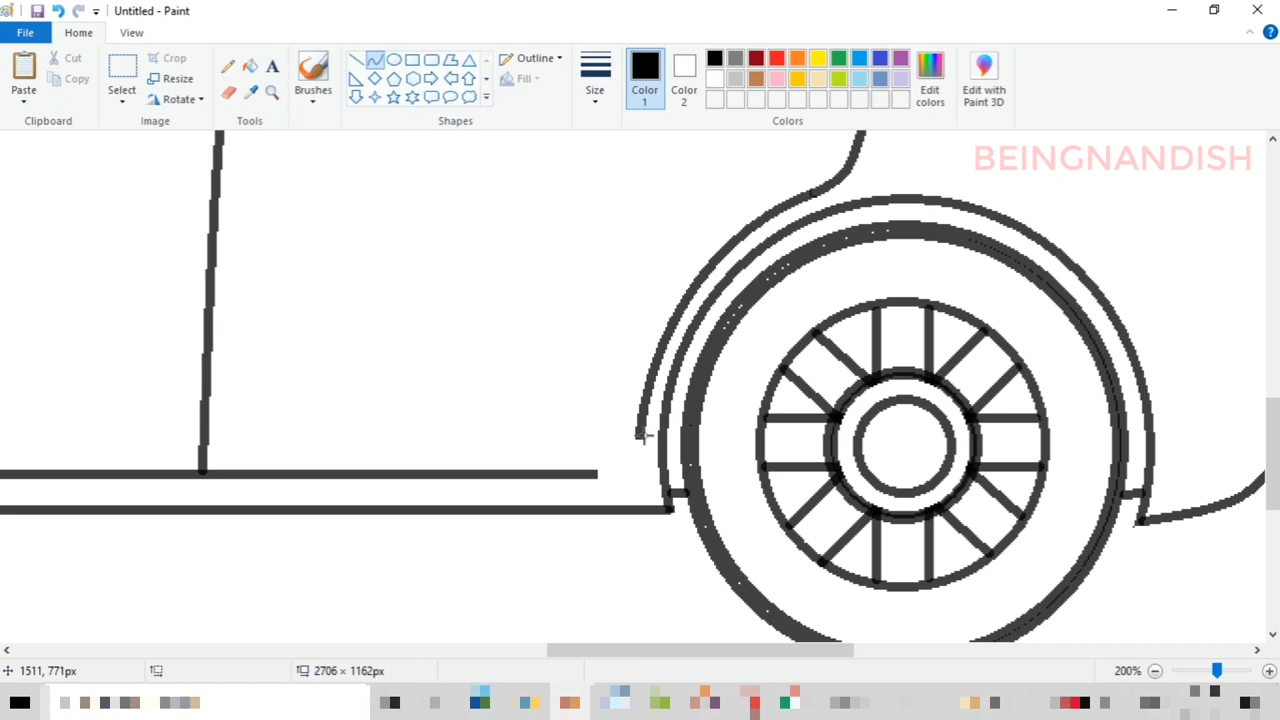 Untitled - Paint
File Home View
Cut Crop Outline
Paste Copy Select Resize Brushes Fill Size Color 1 Color 2 Edit colors Edit with Paint 3D
Rotate
Clipboard Image Tools Shapes Colors
BEINGNANDISH
1511, 771px 2706 × 1162px 200%